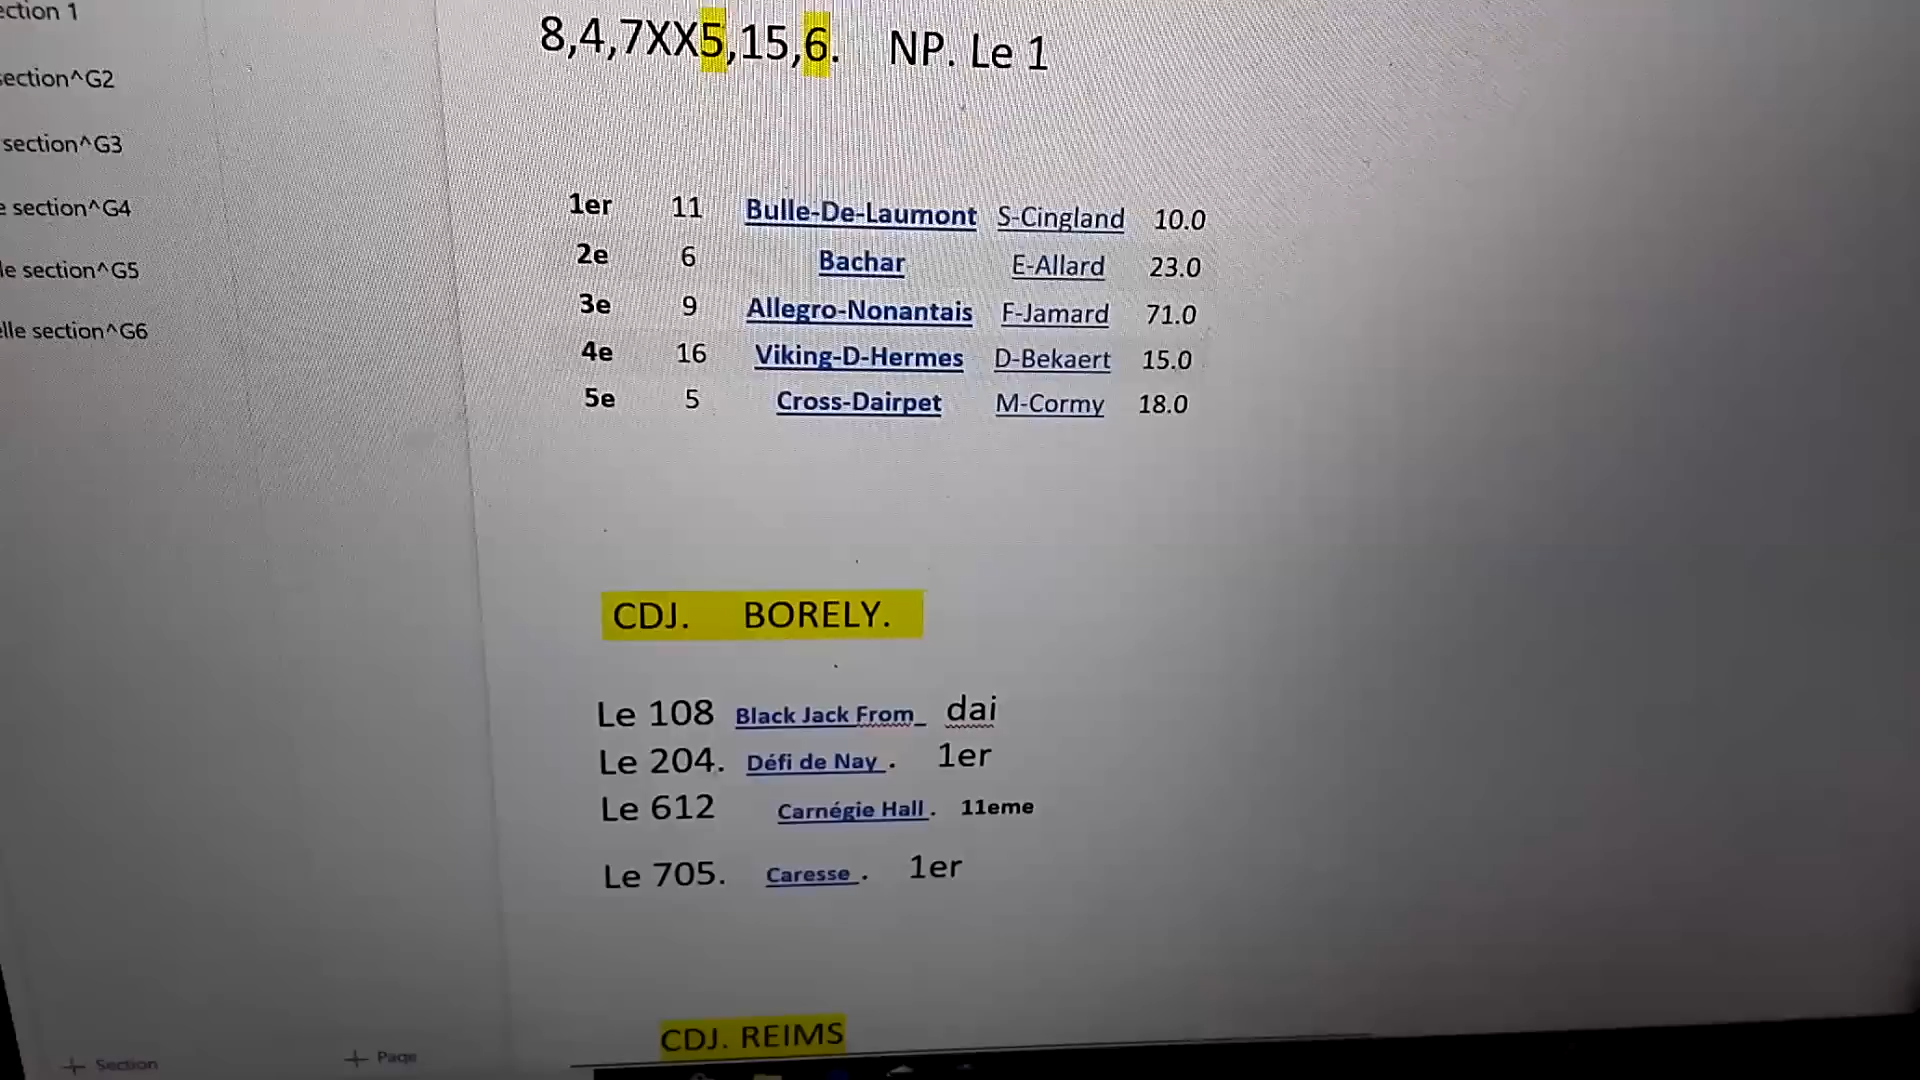 ection 1
section^G2
section^G3
e section^G4
le section^G5
elle section^G6
8,4,7XX5,15,6. NP. Le 1
1er 11 Bulle-De-Laumont S-Cingland 10.0
2e 6 Bachar E-Allard 23.0
3e 9 Allegro-Nonantais F-Jamard 71.0
4e 16 Viking-D-Hermes D-Bekaert 15.0
5e 5 Cross-Dairpet M-Cormy 18.0
CDJ. BORELY.
Le 108 Black Jack From_ dai
Le 204. Défi de Nay . 1er
Le 612 Carnégie Hall . 11eme
Le 705. Caresse . 1er
CDJ. REIMS
+ Section + Page